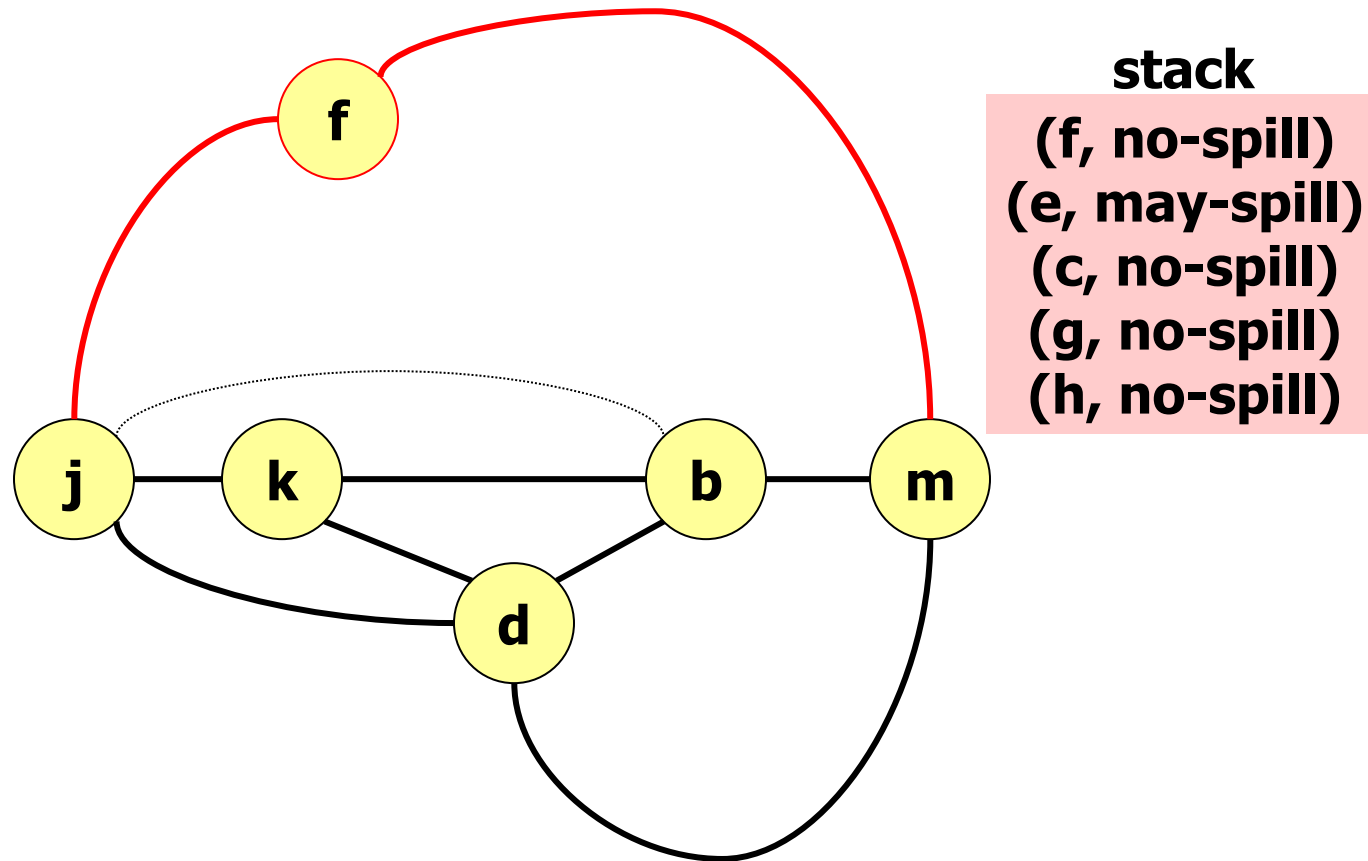 stack
f
(f, no-spill)
(e, may-spill)
(c, no-spill)
(g, no-spill)
(h, no-spill)
j k b m
d